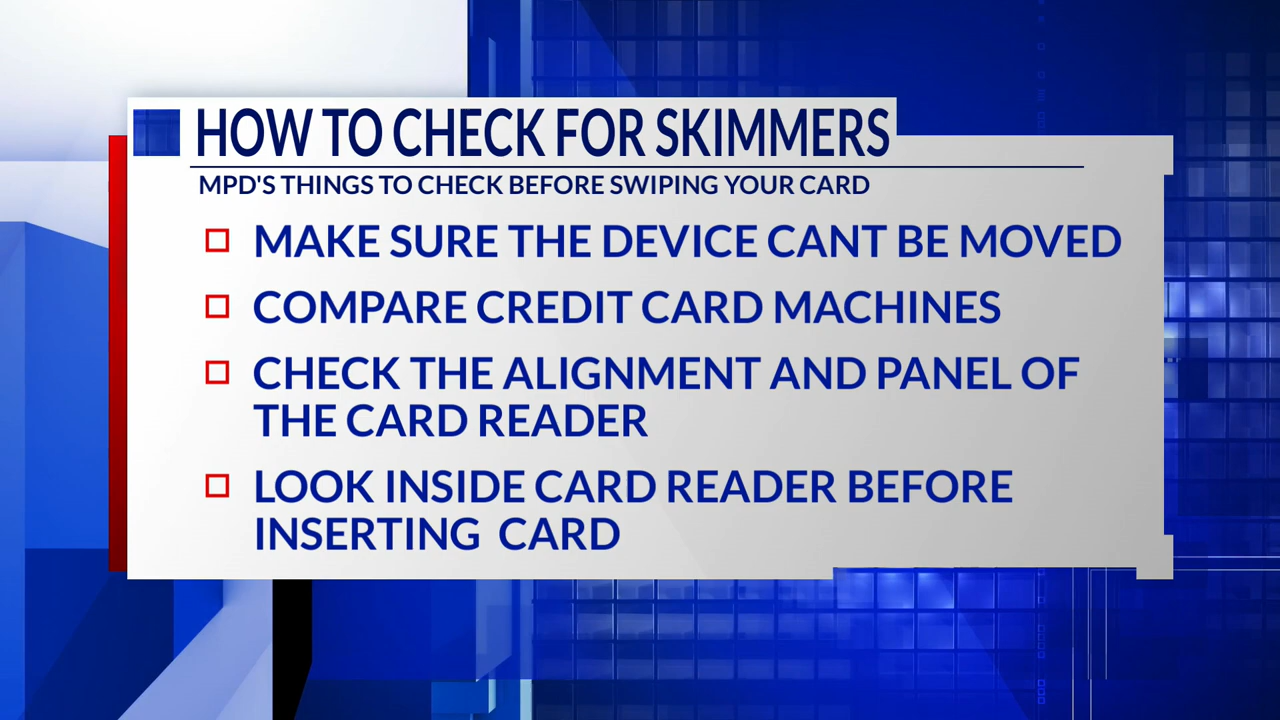 HOW TO CHECK FOR SKIMMERS
MPD'S THINGS TO CHECK BEFORE SWIPING YOUR CARD
MAKE SURE THE DEVICE CANT BE MOVED
COMPARE CREDIT CARD MACHINES
CHECK THE ALIGNMENT AND PANEL OF
THE CARD READER
LOOK INSIDE CARD READER BEFORE
INSERTING CARD